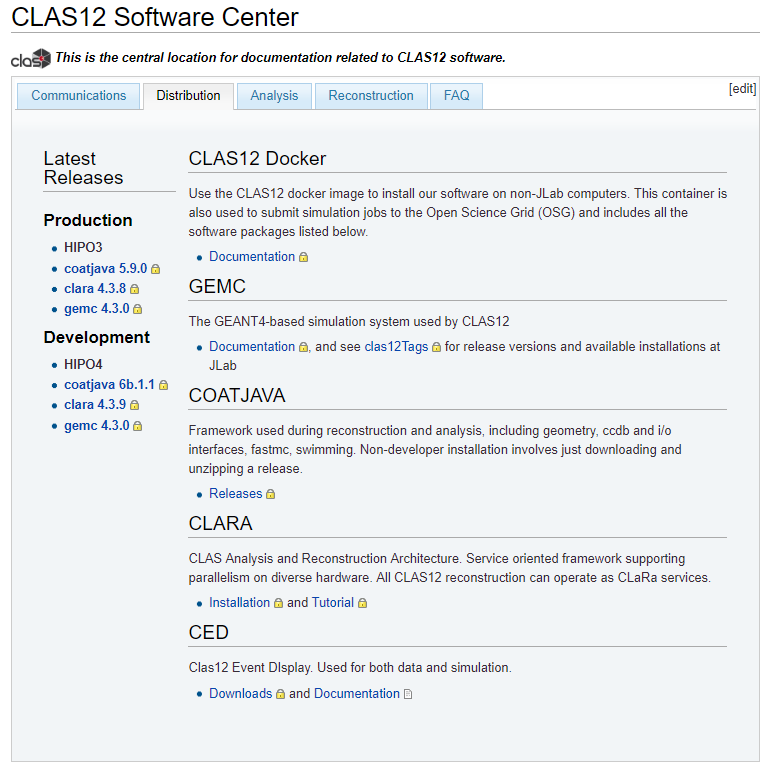 CLAS12 Software Center
clas This is the central location for documentation related to CLAS12 software.
Communications Distribution Analysis Reconstruction FAQ [edit]
Latest
Releases
Production
HIPO3
coatjava 5.9.0
clara 4.3.8
gemc 4.3.0
Development
HIPO4
coatjava 6b.1.1
clara 4.3.9
gemc 4.3.0
CLAS12 Docker
Use the CLAS12 docker image to install our software on non-JLab computers. This container is
also used to submit simulation jobs to the Open Science Grid (OSG) and includes all the
software packages listed below.
Documentation
GEMC
The GEANT4-based simulation system used by CLAS12
Documentation , and see clas12Tags for release versions and available installations at
JLab
COATJAVA
Framework used during reconstruction and analysis, including geometry, ccdb and i/o
interfaces, fastmc, swimming. Non-developer installation involves just downloading and
unzipping a release.
Releases
CLARA
CLAS Analysis and Reconstruction Architecture. Service oriented framework supporting
parallelism on diverse hardware. All CLAS12 reconstruction can operate as CLaRa services.
Installation and Tutorial
CED
Clas12 Event DIsplay. Used for both data and simulation.
Downloads and Documentation